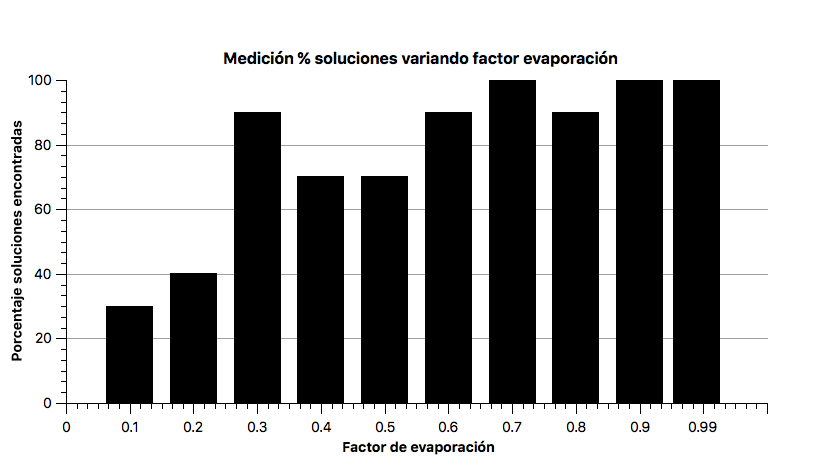 Medición % soluciones variando factor evaporación
Porcentaje soluciones encontradas
100
80
60
40
20
0
0 0.1 0.2 0.3 0.4 0.5 0.6 0.7 0.8 0.9 0.99
Factor de evaporación